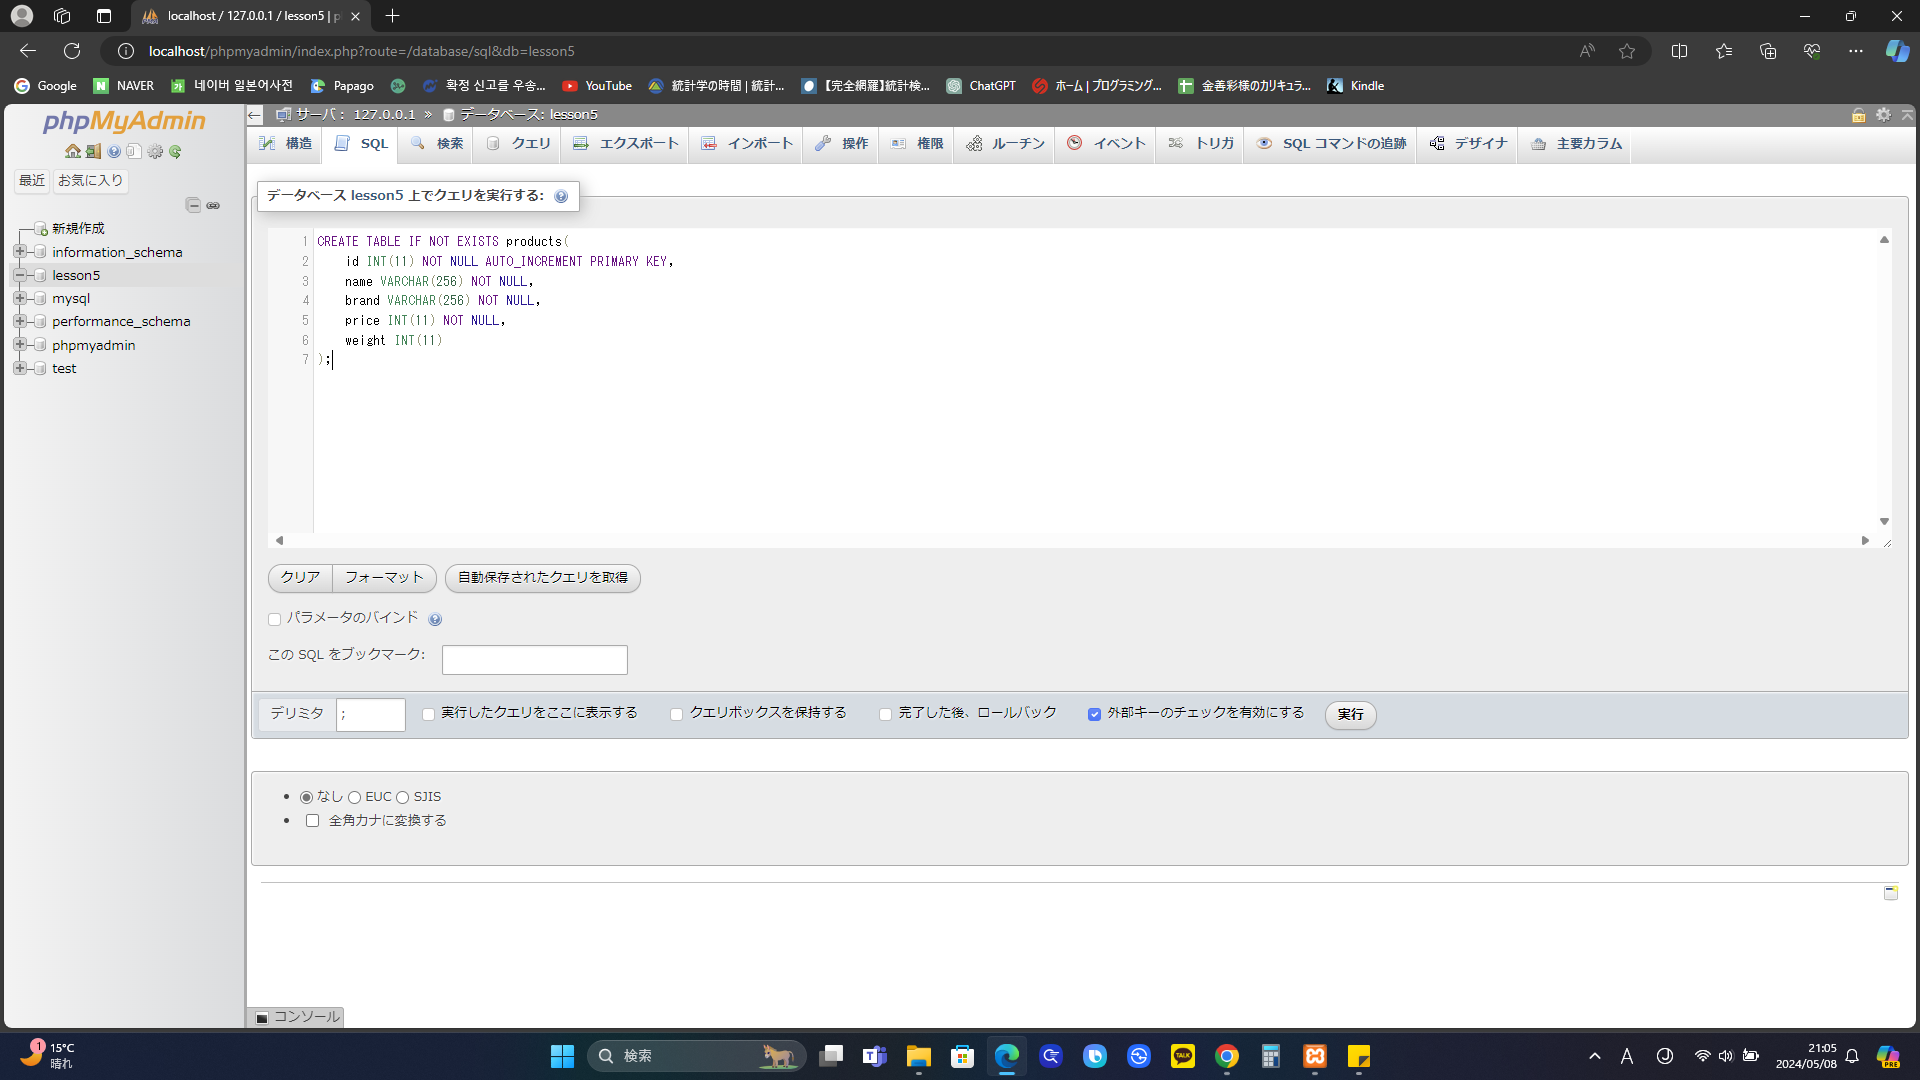 localhost / 127.0.0.1 / lesson5 | p
localhost/phpmyadmin/index.php?route=/database/sql&db=lesson5
Google
NAVER
네이버 일본어사전
Papago
확정 신고를 우송...
YouTube
統計学の時間 | 統計...
【完全網羅】統計検...
ChatGPT
ホーム | プログラミング...
金善彩様のカリキュラ...
Kindle
phpMyAdmin
最近
お気に入り
新規作成
information_schema
lesson5
mysql
performance_schema
phpmyadmin
test
サーバ: 127.0.0.1 » データベース: lesson5
構造
SQL
検索
クエリ
エクスポート
インポート
操作
権限
ルーチン
イベント
トリガ
SQL コマンドの追跡
デザイナ
主要カラム
データベース lesson5 上でクエリを実行する:
1 CREATE TABLE IF NOT EXISTS products(
2 id INT(11) NOT NULL AUTO_INCREMENT PRIMARY KEY,
3 name VARCHAR(256) NOT NULL,
4 brand VARCHAR(256) NOT NULL,
5 price INT(11) NOT NULL,
6 weight INT(11)
7 );
クリア
フォーマット
自動保存されたクエリを取得
パラメータのバインド
この SQL をブックマーク:
デリミタ
;
実行したクエリをここに表示する
クエリボックスを保持する
完了した後、ロールバック
外部キーのチェックを有効にする
実行
なし
EUC
SJIS
全角カナに変換する
コンソール
1
15°C
晴れ
検索
TALK
A
21:05
2024/05/08
PRE